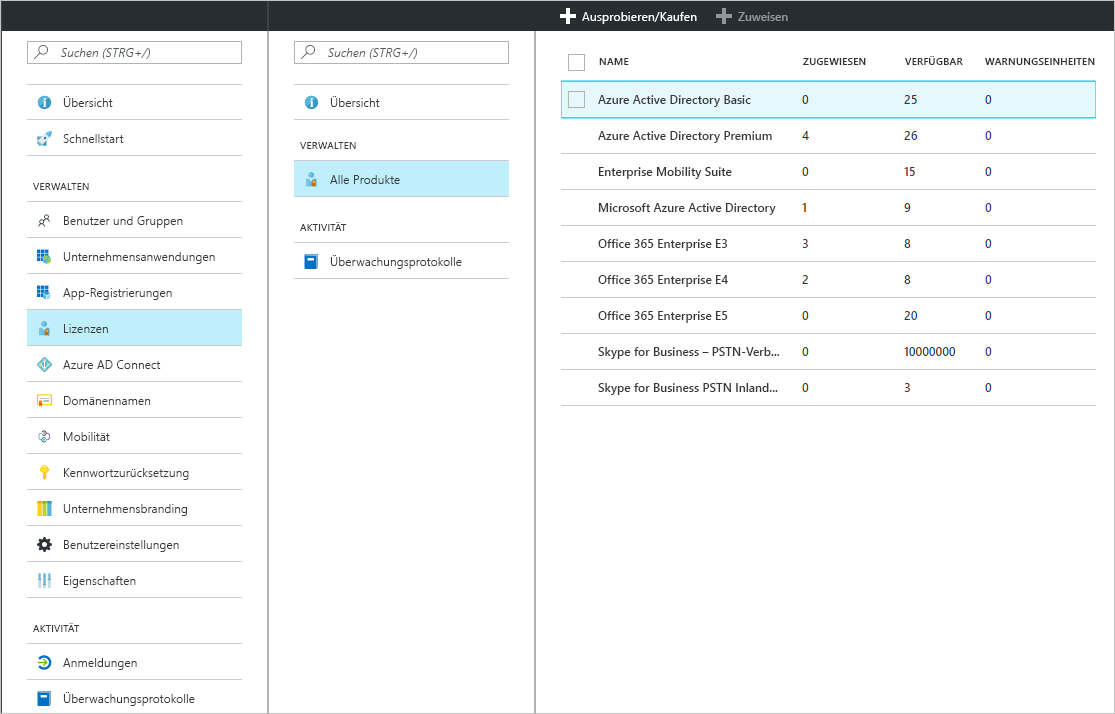 Ausprobieren/Kaufen Zuweisen
Suchen (STRG+/)
Übersicht
Schnellstart
VERWALTEN
Benutzer und Gruppen
Unternehmensanwendungen
App-Registrierungen
Lizenzen
Azure AD Connect
Domänennamen
Mobilität
Kennwortzurücksetzung
Unternehmensbranding
Benutzereinstellungen
Eigenschaften
AKTIVITÄT
Anmeldungen
Überwachungsprotokolle
Suchen (STRG+/)
Übersicht
VERWALTEN
Alle Produkte
AKTIVITÄT
Überwachungsprotokolle
NAME ZUGEWIESEN VERFÜGBAR WARNUNGSEINHEITEN
Azure Active Directory Basic 0 25 0
Azure Active Directory Premium 4 26 0
Enterprise Mobility Suite 0 15 0
Microsoft Azure Active Directory 1 9 0
Office 365 Enterprise E3 3 8 0
Office 365 Enterprise E4 2 8 0
Office 365 Enterprise E5 0 20 0
Skype for Business – PSTN-Verb... 0 10000000 0
Skype for Business PSTN Inland... 0 3 0